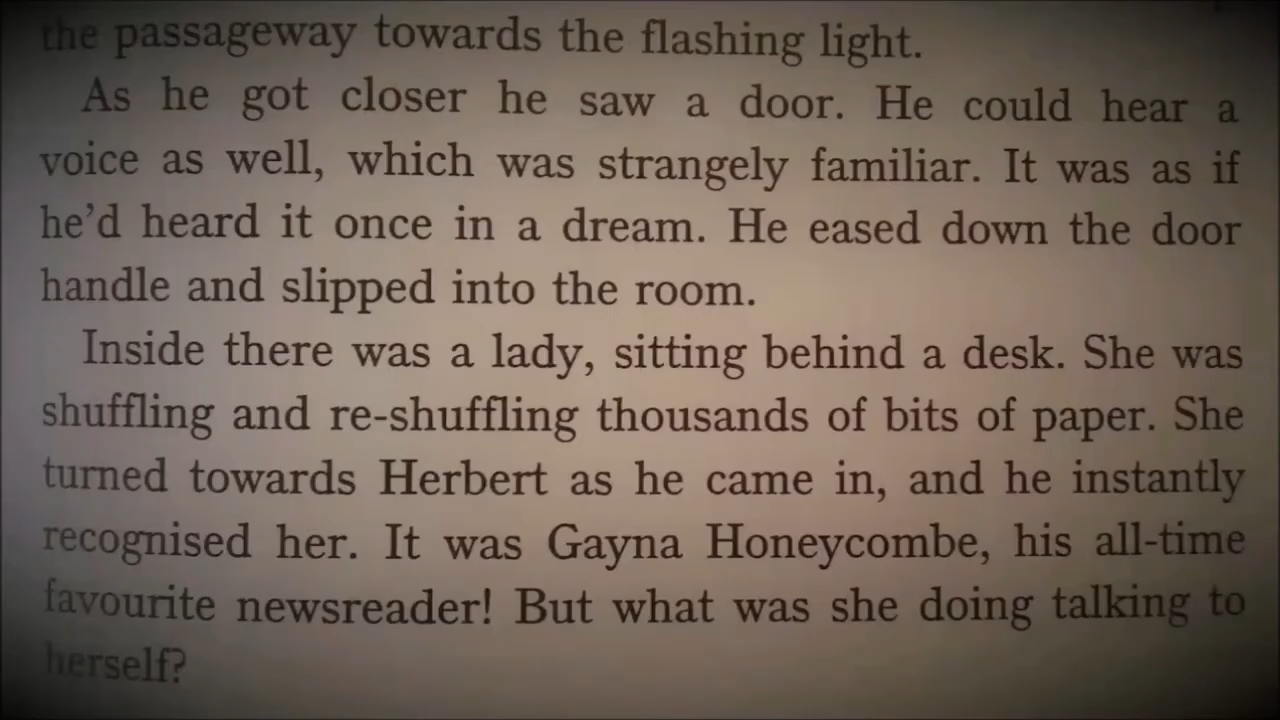 the passageway towards the flashing light.
As he got closer he saw a door. He could hear a
voice as well, which was strangely familiar. It was as if
he’d heard it once in a dream. He eased down the door
handle and slipped into the room.
Inside there was a lady, sitting behind a desk. She was
shuffling and re-shuffling thousands of bits of paper. She
turned towards Herbert as he came in, and he instantly
recognised her. It was Gayna Honeycombe, his all-time
favourite newsreader! But what was she doing talking to
herself?